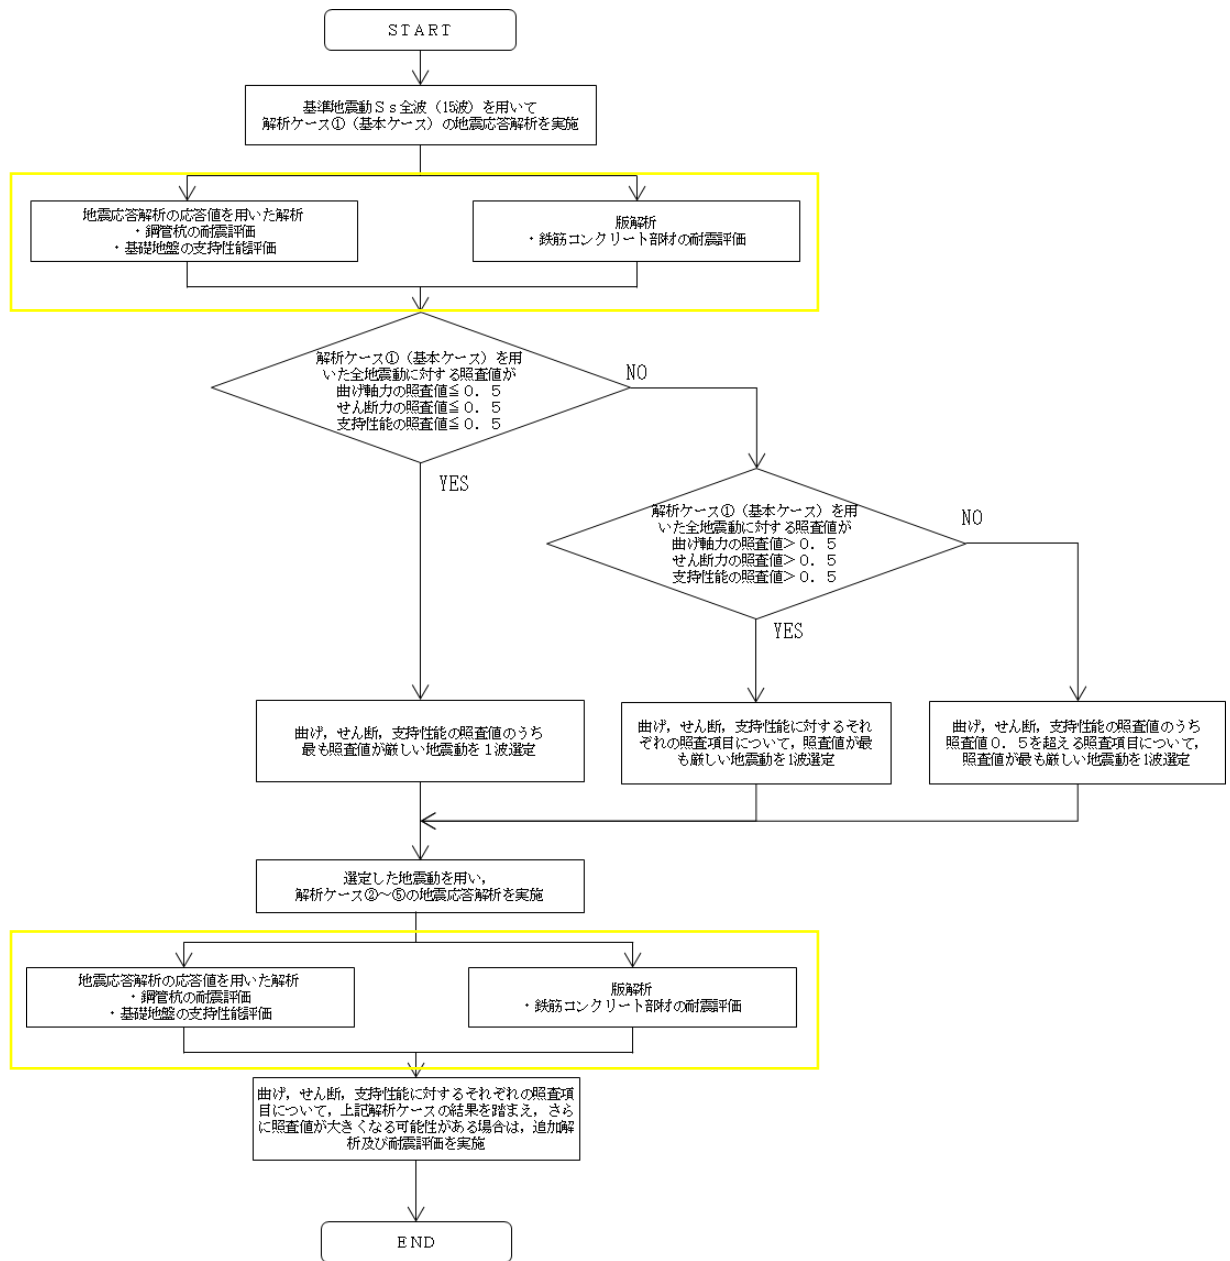 START
基準地震動Ss全波(15波)を用いて
解析ケース①(基本ケース)の地震応答解析を実施
地震応答解析の応答値を用いた解析
・鋼管杭の耐震評価
・基礎地盤の支持性能評価
版解析
・鉄筋コンクリート部材の耐震評価
解析ケース①(基本ケース)を用
いた全地震動に対する照査値が
曲げ軸力の照査値≦0.5
せん断力の照査値≦0.5
支持性能の照査値≦0.5
NO
YES
解析ケース①(基本ケース)を用
いた全地震動に対する照査値が
曲げ軸力の照査値>0.5
せん断力の照査値>0.5
支持性能の照査値>0.5
NO
YES
曲げ,せん断,支持性能の照査値のうち
最も照査値が厳しい地震動を1波選定
曲げ,せん断,支持性能に対するそれ
ぞれの照査項目について,照査値が最
も厳しい地震動を1波選定
曲げ,せん断,支持性能の照査値のうち
照査値0.5を超える照査項目について,
照査値が最も厳しい地震動を1波選定
選定した地震動を用い,
解析ケース②~⑤の地震応答解析を実施
地震応答解析の応答値を用いた解析
・鋼管杭の耐震評価
・基礎地盤の支持性能評価
版解析
・鉄筋コンクリート部材の耐震評価
曲げ,せん断,支持性能に対するそれぞれの照査項
目について,上記解析ケースの結果を踏まえ,さら
に照査値が大きくなる可能性がある場合は,追加解
析及び耐震評価を実施
END